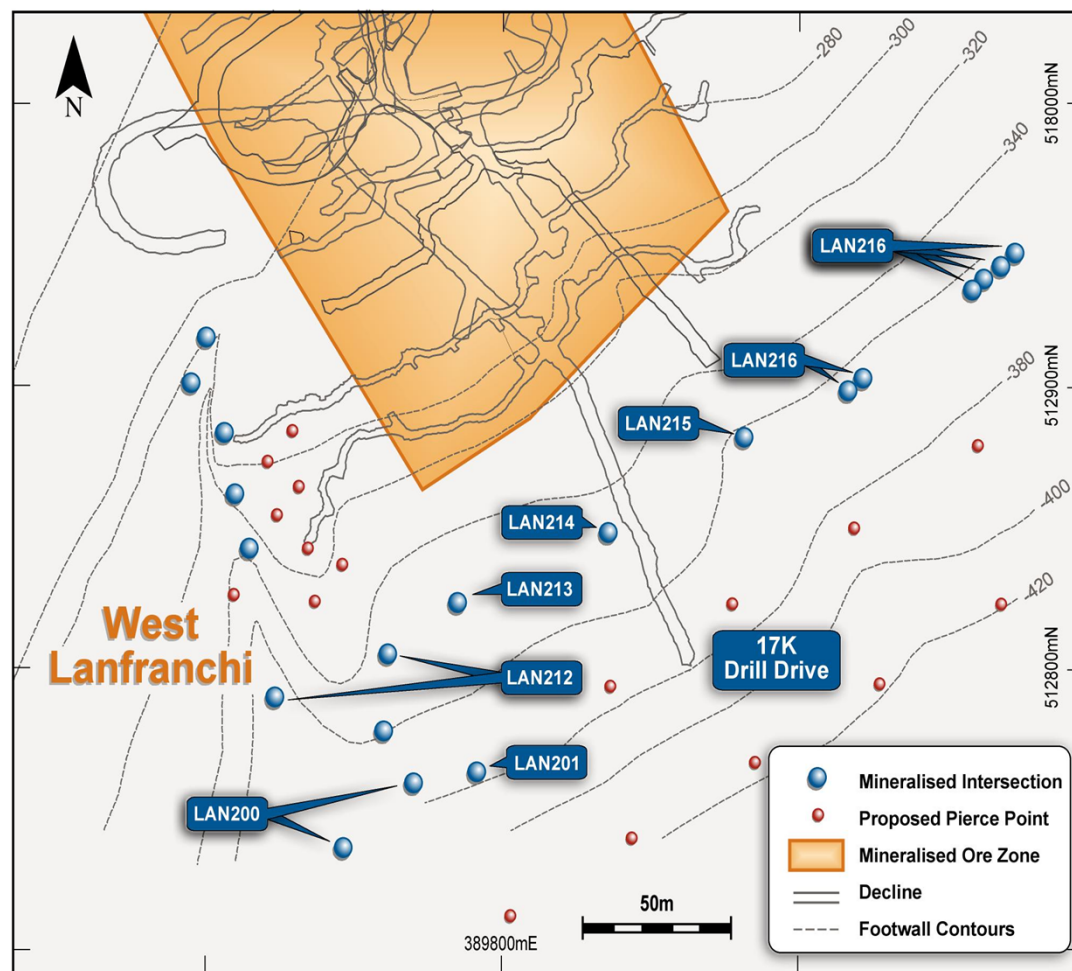 -280
-300
-320
-340
-380
-400
-420
518000mN
512900mN
512800mN
N
LAN216
LAN216
LAN215
LAN214
LAN213
West
Lanfranchi
LAN212
17K
Drill Drive
LAN201
LAN200
Mineralised Intersection
Proposed Pierce Point
Mineralised Ore Zone
Decline
Footwall Contours
50m
389800mE